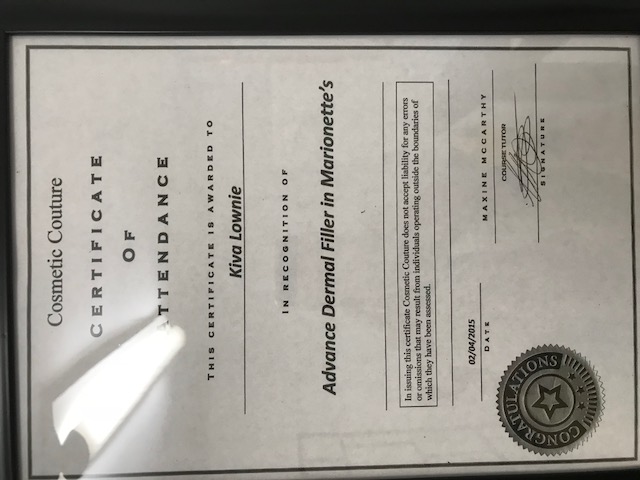 Cosmetic Couture
CERTIFICATE
OF
ATTENDANCE
THIS CERTIFICATE IS AWARDED TO
Kiva Lownie
IN RECOGNITION OF
Advance Dermal Filler in Marionette's
In issuing this certificate Cosmetic Couture does not accept liability for any errors
or omissions that may result from individuals operating outside the boundaries of
which they have been assessed.
02/04/2015
DATE
MAXINE MCCARTHY
COURSE TUTOR
SIGNATURE
CONGRATULATIONS